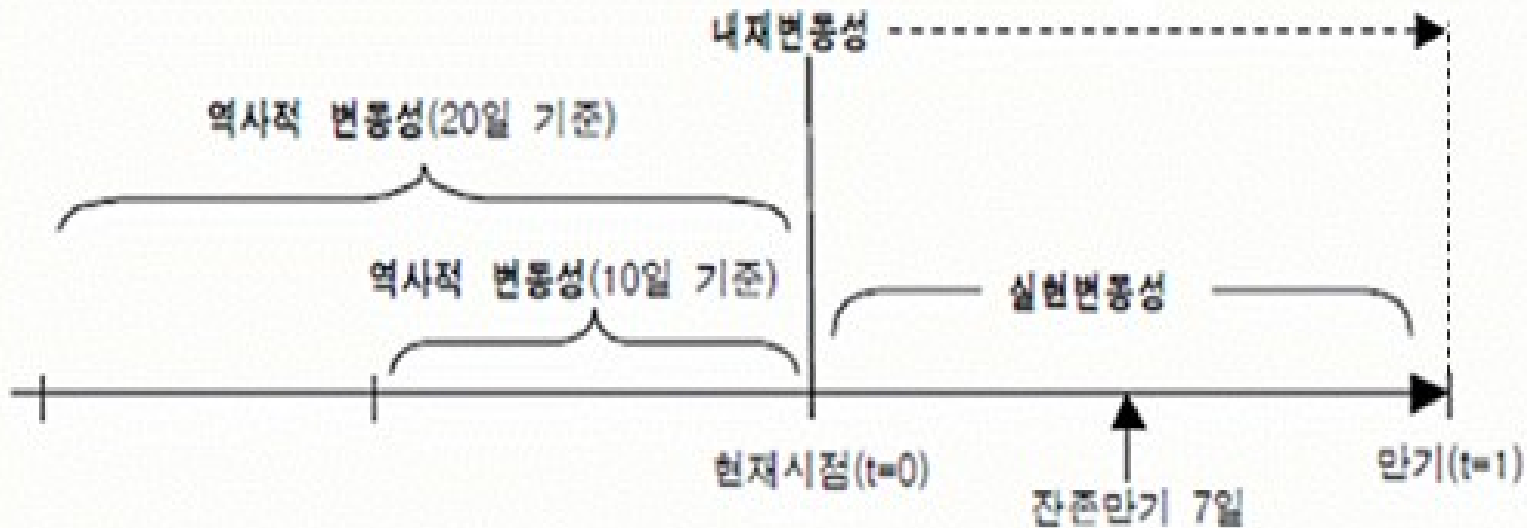 내재변동성
역사적 변동성(20일 기준)
역사적 변동성(10일 기준)
실현변동성
현재시점(t=0)
만기(t=1)
잔존만기 7일